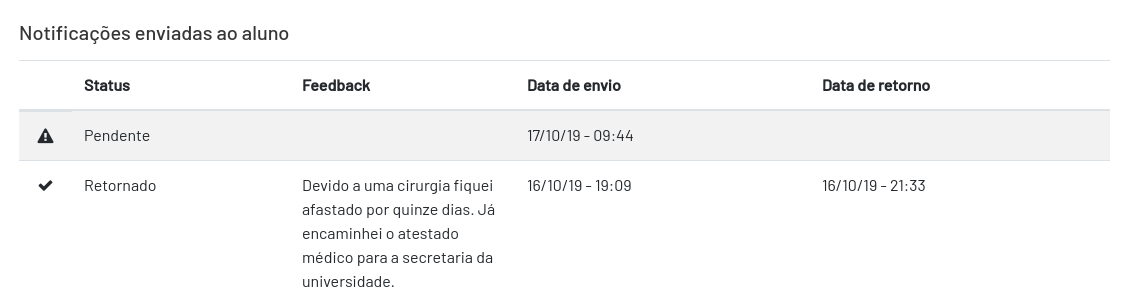 Notificações enviadas ao aluno
Status Feedback Data de envio Data de retorno
Pendente 17/10/19 - 09:44
Retornado Devido a uma cirurgia fiquei 16/10/19 - 19:09 16/10/19 - 21:33
afastado por quinze dias. Já
encaminhei o atestado
médico para a secretaria da
universidade.